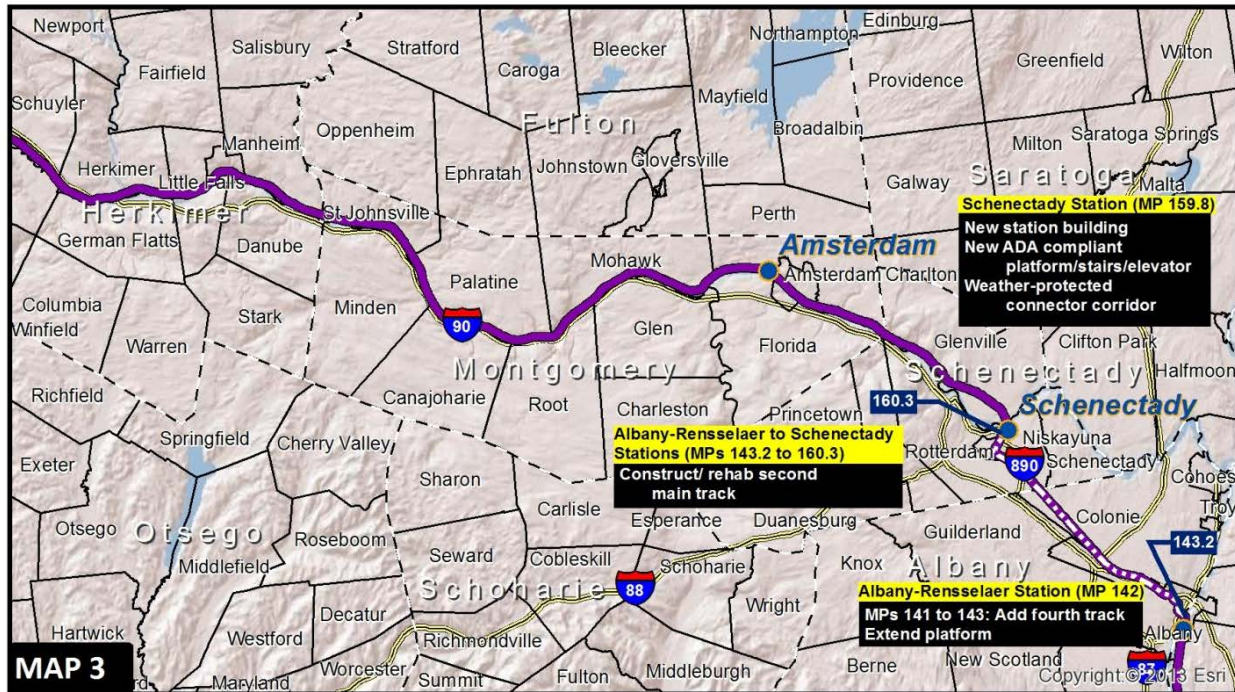 Newport
Fairfield
Salisbury
Stratford
Caroga
Bleecker
Northampton
Edinburg
Providence
Greenfield
Wilton
Schuyler
Mayfield
Broadalbin
Oppenheim
Fulton
Manheim
Herkimer
Little Falls
Ephratah
Johnstown
Gloversville
Milton
Saratoga Springs
Galway
Saratoga
Malta
Herkimer
St Johnsville
Perth
Schenectady Station (MP 159.8)
New station building
New ADA compliant
platform/stairs/elevator
Weather-protected
connector corridor
German Flatts
Danube
Amsterdam
Mohawk
Amsterdam
Charlton
Palatine
Columbia
Minden
Winfield
Stark
90
Glen
Florida
Glenville
Clifton Park
Warren
Montgomery
Schenectady
Halfmoon
Richfield
Canajoharie
Root
Charleston
Princetown
160.3
Schenectady
Springfield
Cherry Valley
Albany-Rensselaer to Schenectady
Stations (MPs 143.2 to 160.3)
Construct/ rehab second
main track
Rotterdam
Niskayuna
890
Schenectady
Exeter
Sharon
Cohoes
Troy
Carlisle
Esperance
Duanesburg
Guilderland
Colonie
Otsego
Otsego
Roseboom
Middlefield
Seward
Cobleskill
Schoharie
Knox
Albany
143.2
Schoharie
88
Wright
Albany-Rensselaer Station (MP 142)
MPs 141 to 143: Add fourth track
Extend platform
Albany
Decatur
Hartwick
Westford
Richmondville
MAP 3
Maryland
Worcester
Summit
Fulton
Middleburgh
Berne
New Scotland
87
Copyright:© 2013 Esri